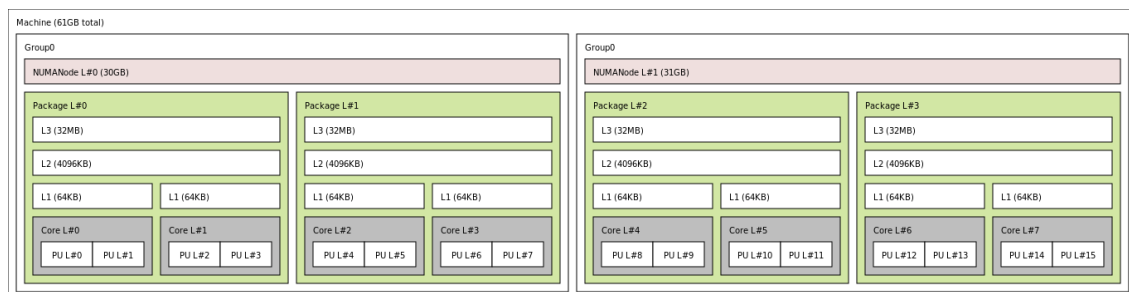 Machine (61GB total)
Group0
NUMANode L#0 (30GB)
Package L#0
L3 (32MB)
L2 (4096KB)
L1 (64KB)
L1 (64KB)
Core L#0
PU L#0
PU L#1
Core L#1
PU L#2
PU L#3
Package L#1
L3 (32MB)
L2 (4096KB)
L1 (64KB)
L1 (64KB)
Core L#2
PU L#4
PU L#5
Core L#3
PU L#6
PU L#7
Group0
NUMANode L#1 (31GB)
Package L#2
L3 (32MB)
L2 (4096KB)
L1 (64KB)
L1 (64KB)
Core L#4
PU L#8
PU L#9
Core L#5
PU L#10
PU L#11
Package L#3
L3 (32MB)
L2 (4096KB)
L1 (64KB)
L1 (64KB)
Core L#6
PU L#12
PU L#13
Core L#7
PU L#14
PU L#15